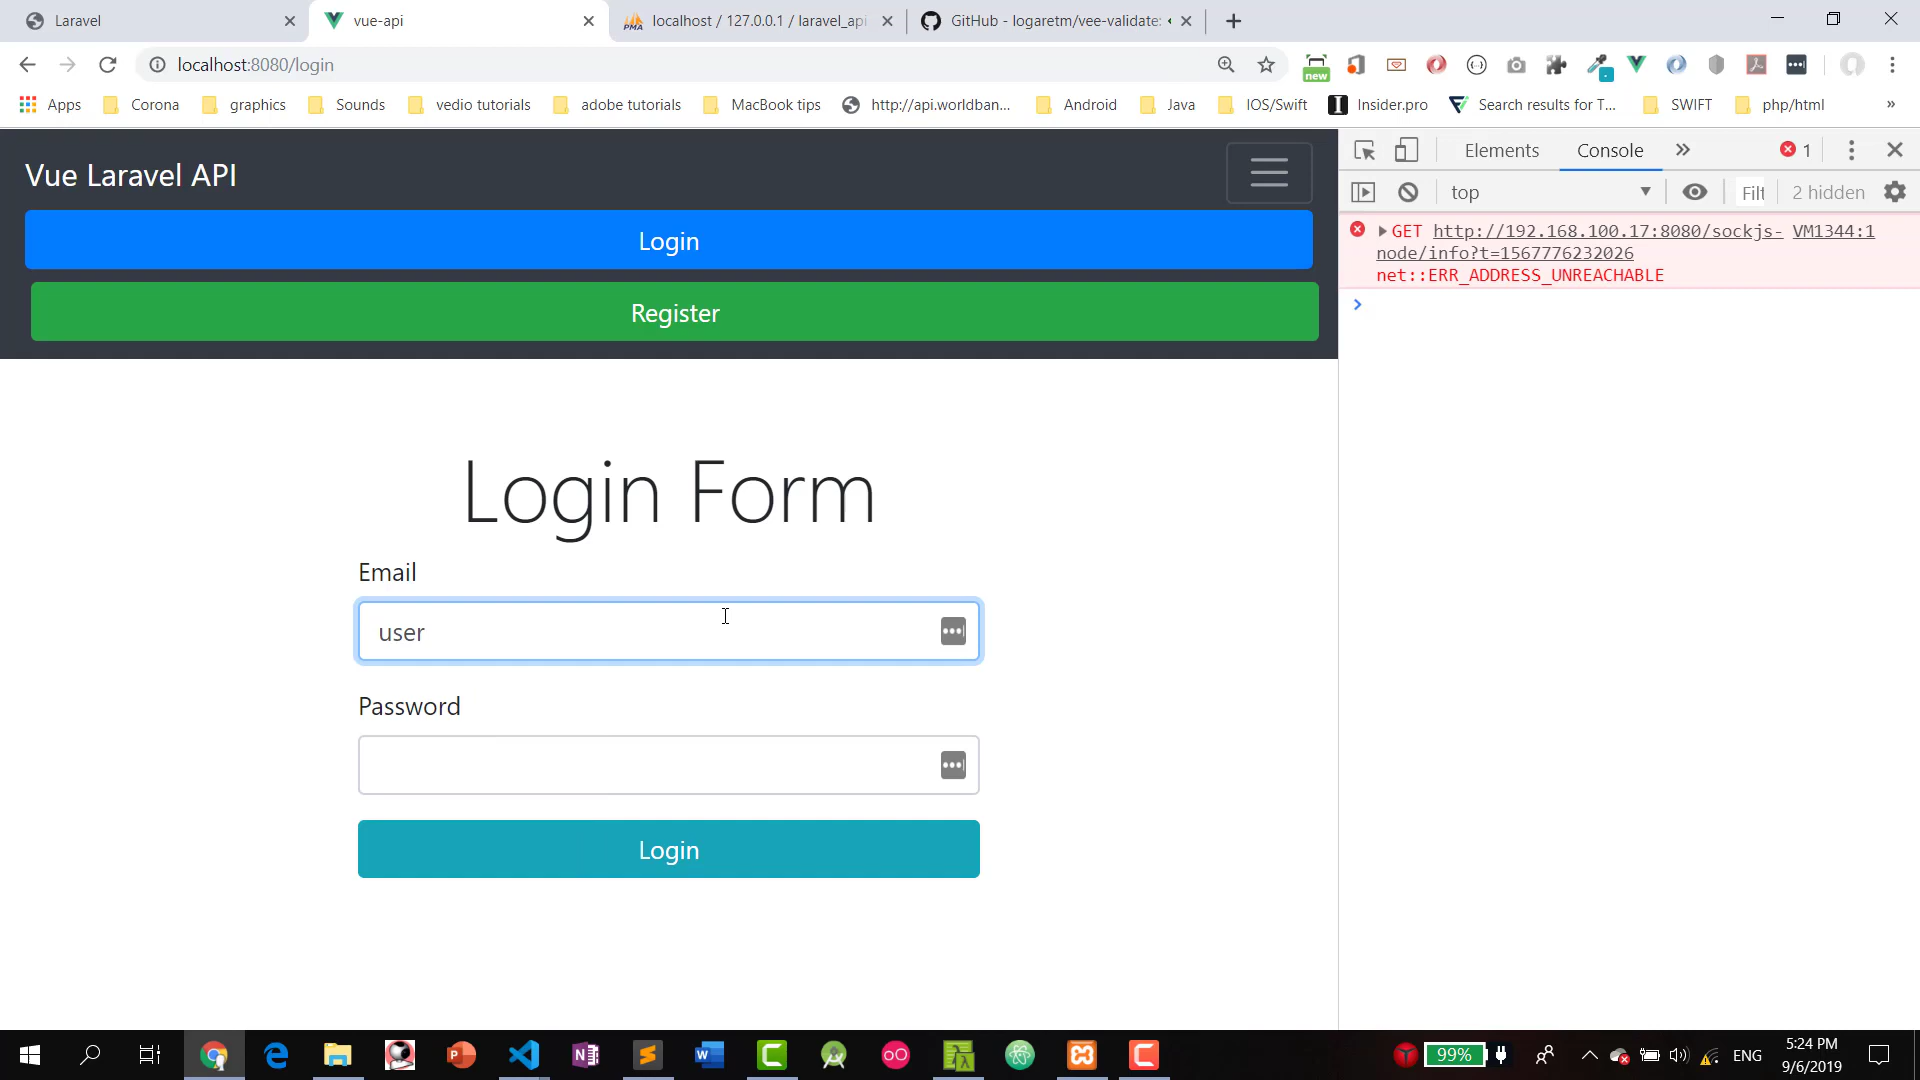 Laravel
vue-api
localhost / 127.0.0.1 / laravel_api
GitHub - logaretm/vee-validate:
localhost:8080/login
new
Apps
Corona
graphics
Sounds
vedio tutorials
adobe tutorials
MacBook tips
http://api.worldban...
Android
Java
IOS/Swift
Insider.pro
Search results for T...
SWIFT
php/html
»
Vue Laravel API
Login
Register
Login Form
Email
user
Password
Login
Elements
Console
1
top
Filt
2 hidden
GET http://192.168.100.17:8080/sockjs- VM1344:1
node/info?t=1567776232026
net::ERR_ADDRESS_UNREACHABLE
99%
ENG
5:24 PM
9/6/2019